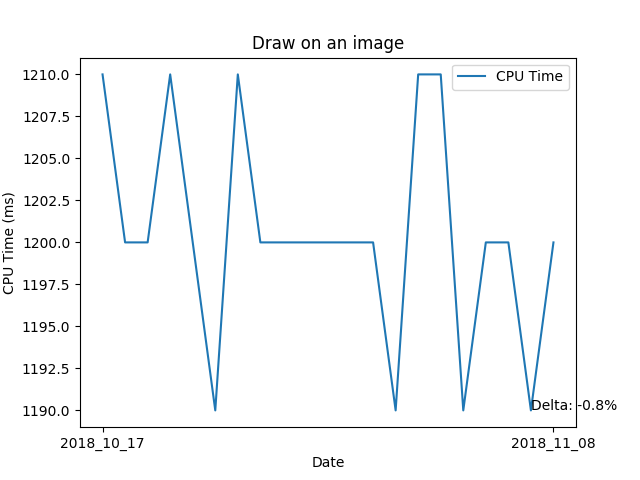 Draw on an image
CPU Time
CPU Time (ms)
1210.0
1207.5
1205.0
1202.5
1200.0
1197.5
1195.0
1192.5
1190.0
Delta: -0.8%
2018_10_17
2018_11_08
Date